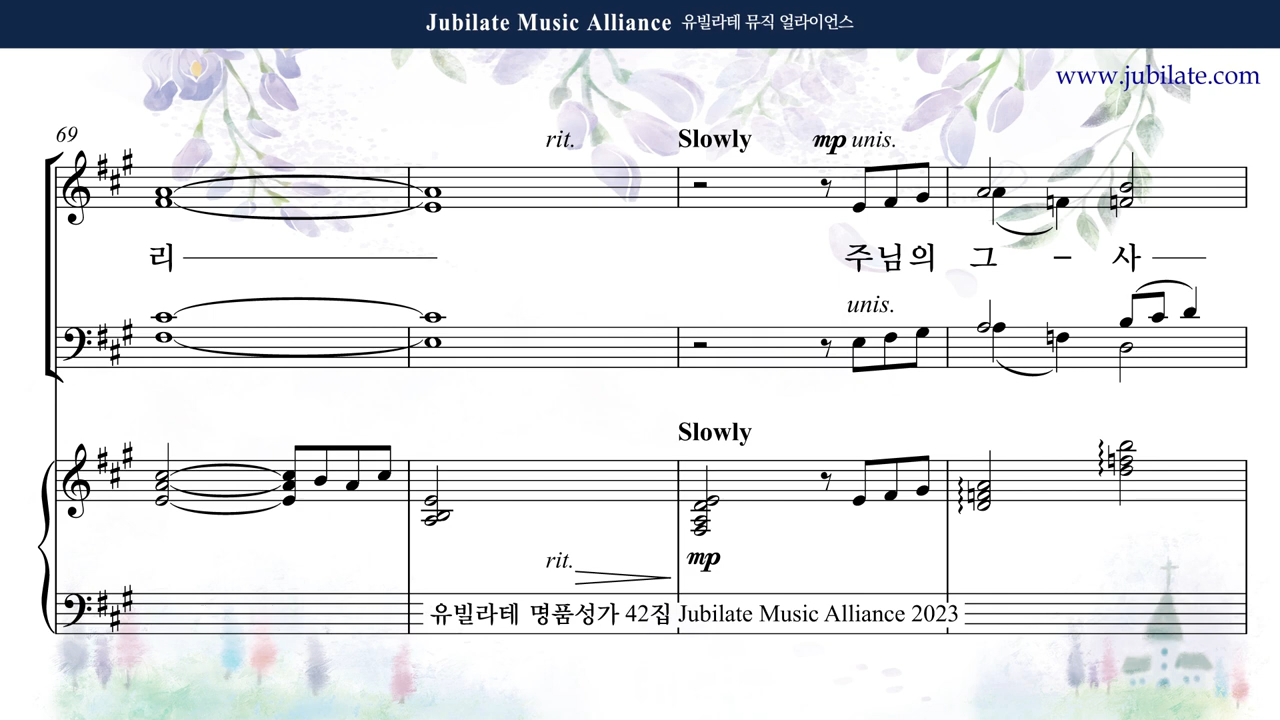 Jubilate Music Alliance 유빌라테 뮤직 얼라이언스
www.jubilate.com
69
rit. Slowly mp unis.
리 주님의 그 – 사
unis.
Slowly
rit. mp
유빌라테 명품성가 42집 Jubilate Music Alliance 2023